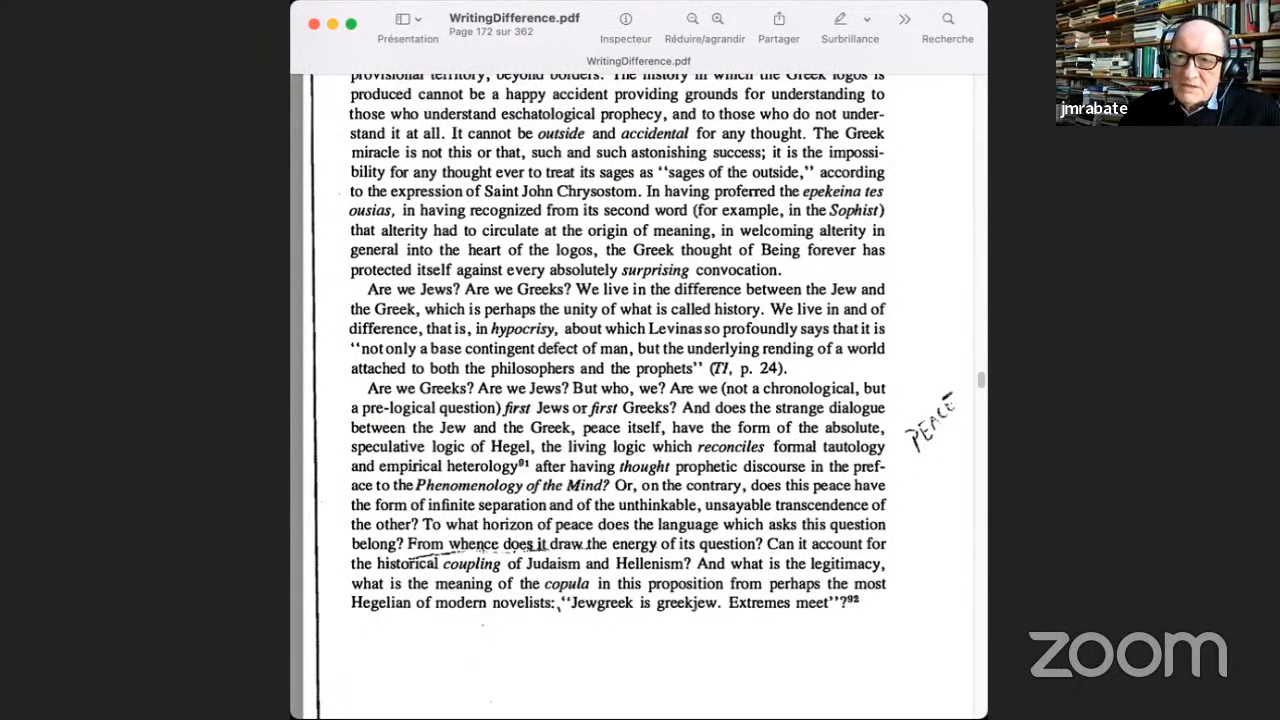 WritingDifference.pdf
Page 172 sur 362
Présentation
Inspecteur
Réduire/agrandir
Partager
Surbrillance
Recherche
WritingDifference.pdf
jmrabate
provisional territory, beyond borders. The history in which the Greek logos is
produced cannot be a happy accident providing grounds for understanding to
those who understand eschatological prophecy, and to those who do not under-
stand it at all. It cannot be outside and accidental for any thought. The Greek
miracle is not this or that, such and such astonishing success; it is the impossi-
bility for any thought ever to treat its sages as "sages of the outside," according
to the expression of Saint John Chrysostom. In having proferred the epekeina tes
ousias, in having recognized from its second word (for example, in the Sophist)
that alterity had to circulate at the origin of meaning, in welcoming alterity in
general into the heart of the logos, the Greek thought of Being forever has
protected itself against every absolutely surprising convocation.
Are we Jews? Are we Greeks? We live in the difference between the Jew and
the Greek, which is perhaps the unity of what is called history. We live in and of
difference, that is, in hypocrisy, about which Levinas so profoundly says that it is
"not only a base contingent defect of man, but the underlying rending of a world
attached to both the philosophers and the prophets" (TI, p. 24).
Are we Greeks? Are we Jews? But who, we? Are we (not a chronological, but
a pre-logical question) first Jews or first Greeks? And does the strange dialogue
between the Jew and the Greek, peace itself, have the form of the absolute,
speculative logic of Hegel, the living logic which reconciles formal tautology
and empirical heterology⁹¹ after having thought prophetic discourse in the pref-
ace to the Phenomenology of the Mind? Or, on the contrary, does this peace have
the form of infinite separation and of the unthinkable, unsayable transcendence of
the other? To what horizon of peace does the language which asks this question
belong? From whence does it draw the energy of its question? Can it account for
the historical coupling of Judaism and Hellenism? And what is the legitimacy,
what is the meaning of the copula in this proposition from perhaps the most
Hegelian of modern novelists: "Jewgreek is greekjew. Extremes meet"?⁹²
PEACE
zoom